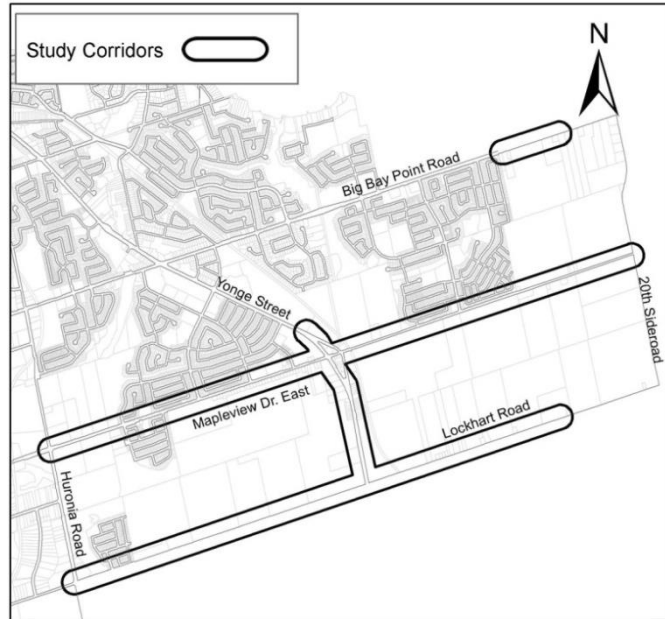 Study Corridors
N
Big Bay Point Road
Yonge Street
20th Sideroad
Mapleview Dr. East
Lockhart Road
Huronia Road